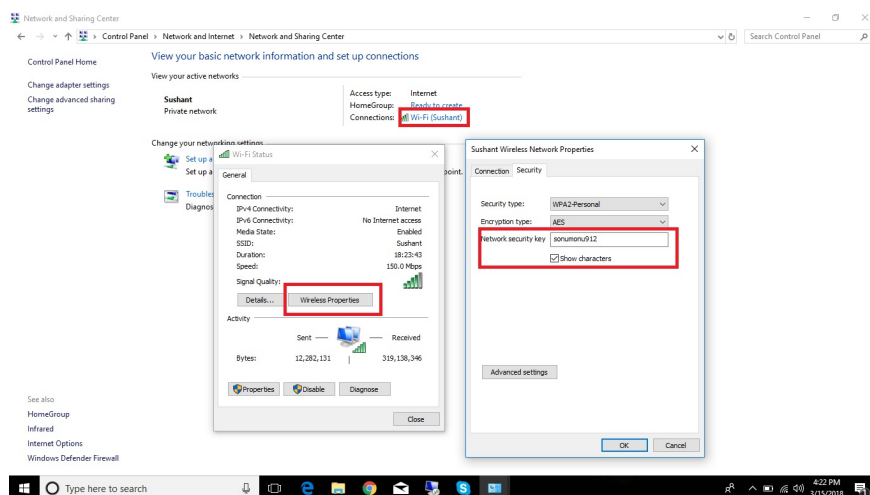 Network and Sharing Center
Control Panel › Network and Internet › Network and Sharing Center
Search Control Panel
Control Panel Home
Change adapter settings
Change advanced sharing
settings
View your basic network information and set up connections
View your active networks
Sushant
Private network
Access type: Internet
HomeGroup: Ready to create
Connections: Wi-Fi (Sushant)
Change your networking settings
Set up a
Set up a
point.
Troubles
Diagnos
Wi-Fi Status
General
Connection
IPv4 Connectivity: Internet
IPv6 Connectivity: No Internet access
Media State: Enabled
SSID: Sushant
Duration: 18:23:43
Speed: 150.0 Mbps
Signal Quality:
Details... Wireless Properties
Activity
Sent — — Received
Bytes: 12,282,131 | 319,138,346
Properties Disable Diagnose
Close
Sushant Wireless Network Properties
Connection Security
Security type: WPA2-Personal
Encryption type: AES
Network security key sonumonu912
Show characters
Advanced settings
OK Cancel
See also
HomeGroup
Infrared
Internet Options
Windows Defender Firewall
Type here to search
4:22 PM
3/15/2018